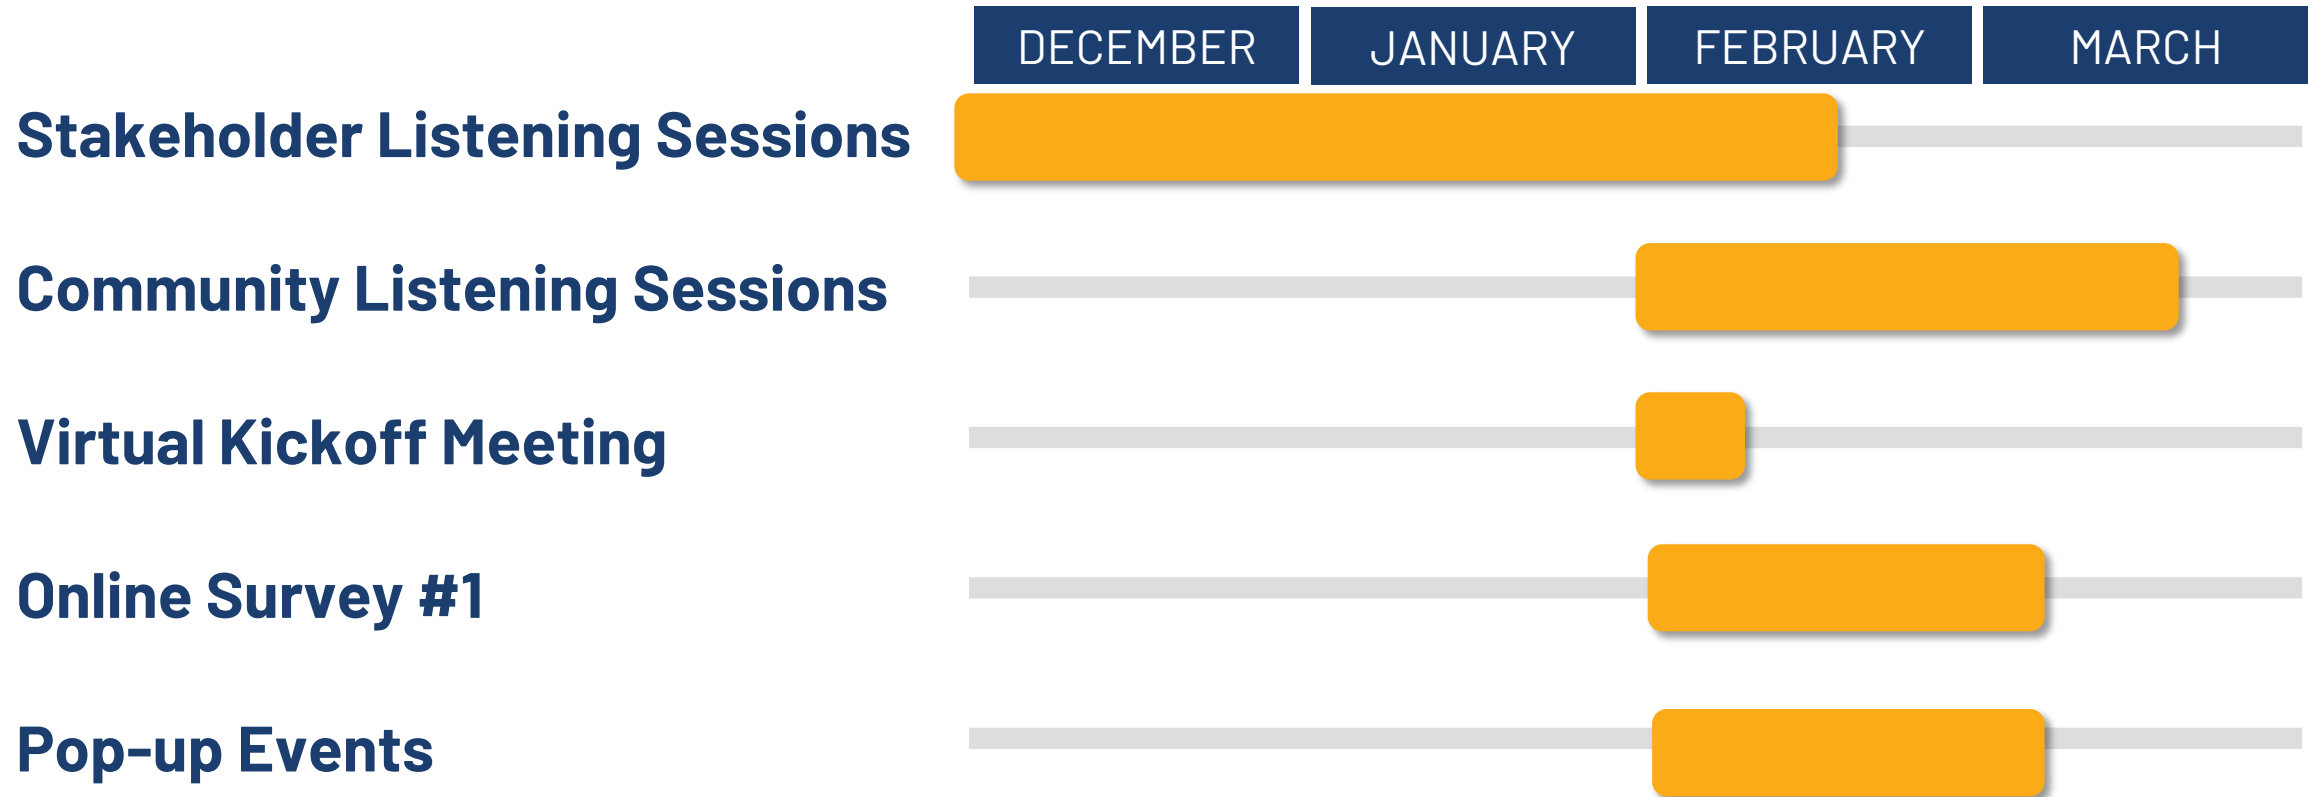 DECEMBER JANUARY FEBRUARY MARCH
Stakeholder Listening Sessions
Community Listening Sessions
Virtual Kickoff Meeting
Online Survey #1
Pop-up Events